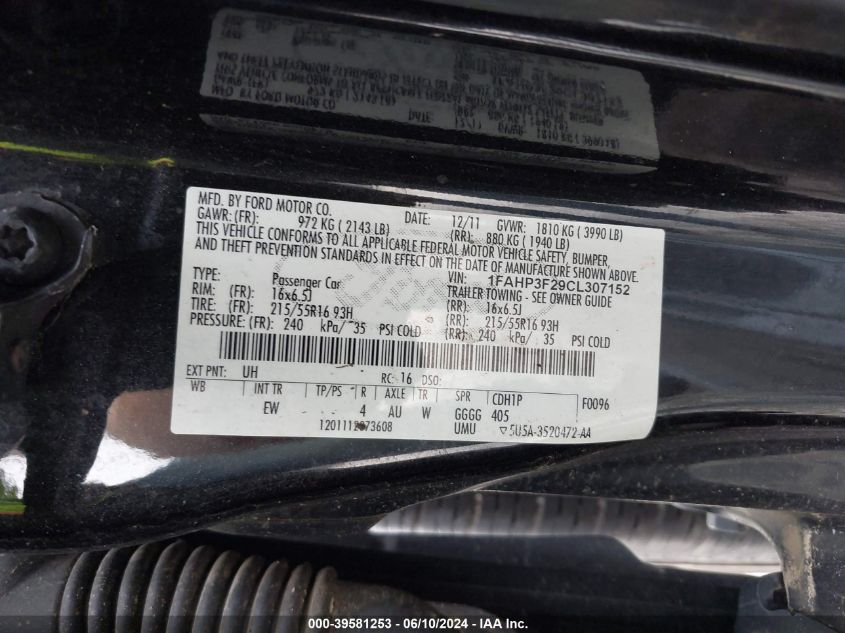 MFD. BY FORD MOTOR CO. DATE: 12/11 GVWR: 1810 KG ( 3990 LB)
GAWR: (FR): 972 KG ( 2143 LB) (RR): 880 KG ( 1940 LB)
THIS VEHICLE CONFORMS TO ALL APPLICABLE FEDERAL MOTOR VEHICLE SAFETY, BUMPER,
AND THEFT PREVENTION STANDARDS IN EFFECT ON THE DATE OF MANUFACTURE SHOWN ABOVE.
VIN: 1FAHP3F29CL307152
TYPE: Passenger Car TRAILER TOWING - SEE OWNER GUIDE
RIM: (FR): 16x6.5J (RR): 16x6.5J
TIRE: (FR): 215/55R16 93H (RR): 215/55R16 93H
PRESSURE: (FR): 240 kPa/ 35 PSI COLD (RR): 240 kPa/ 35 PSI COLD
EXT PNT: UH RC: 16 DSO:
WB INT TR TP/PS R AXLE TR SPR CDH1P F0096
EW 4 AU W GGGG 405
UMU ▽5U5A-3520472-AA
000-39581253 - 06/10/2024 - IAA Inc.